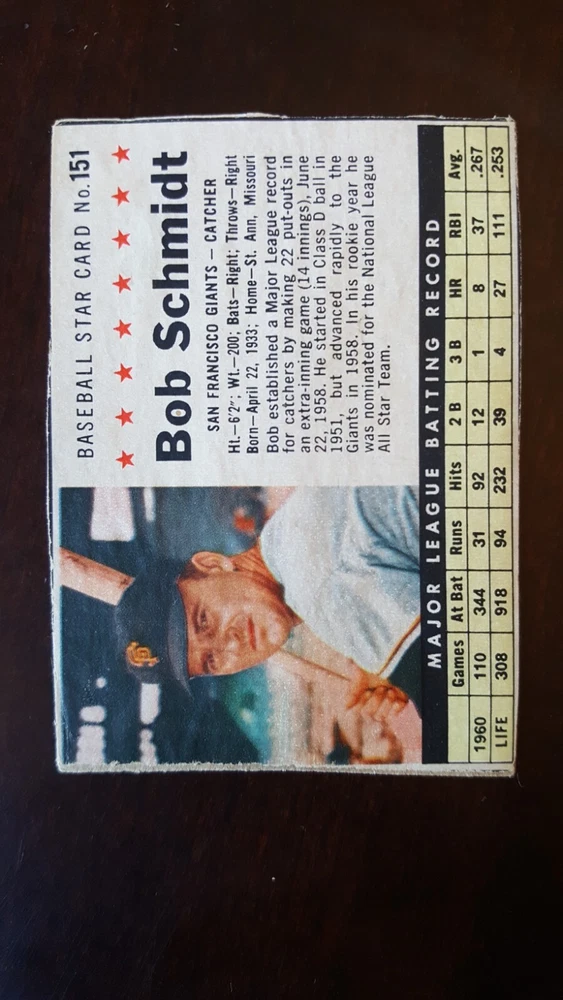 BASEBALL STAR CARD No. 151
Bob Schmidt
SAN FRANCISCO GIANTS — CATCHER
Ht.—6'2"; Wt.—200; Bats—Right; Throws—Right
Born—April 22, 1933; Home—St. Ann, Missouri
Bob established a Major League record
for catchers by making 22 put-outs in
an extra-inning game (14 innings), June
22, 1958. He started in Class D ball in
1951, but advanced rapidly to the
Giants in 1958. In his rookie year he
was nominated for the National League
All Star Team.
SF
MAJOR LEAGUE BATTING RECORD
Games At Bat Runs Hits 2 B 3 B HR RBI Avg.
1960 110 344 31 92 12 1 8 37 .267
LIFE 308 918 94 232 39 4 27 111 .253